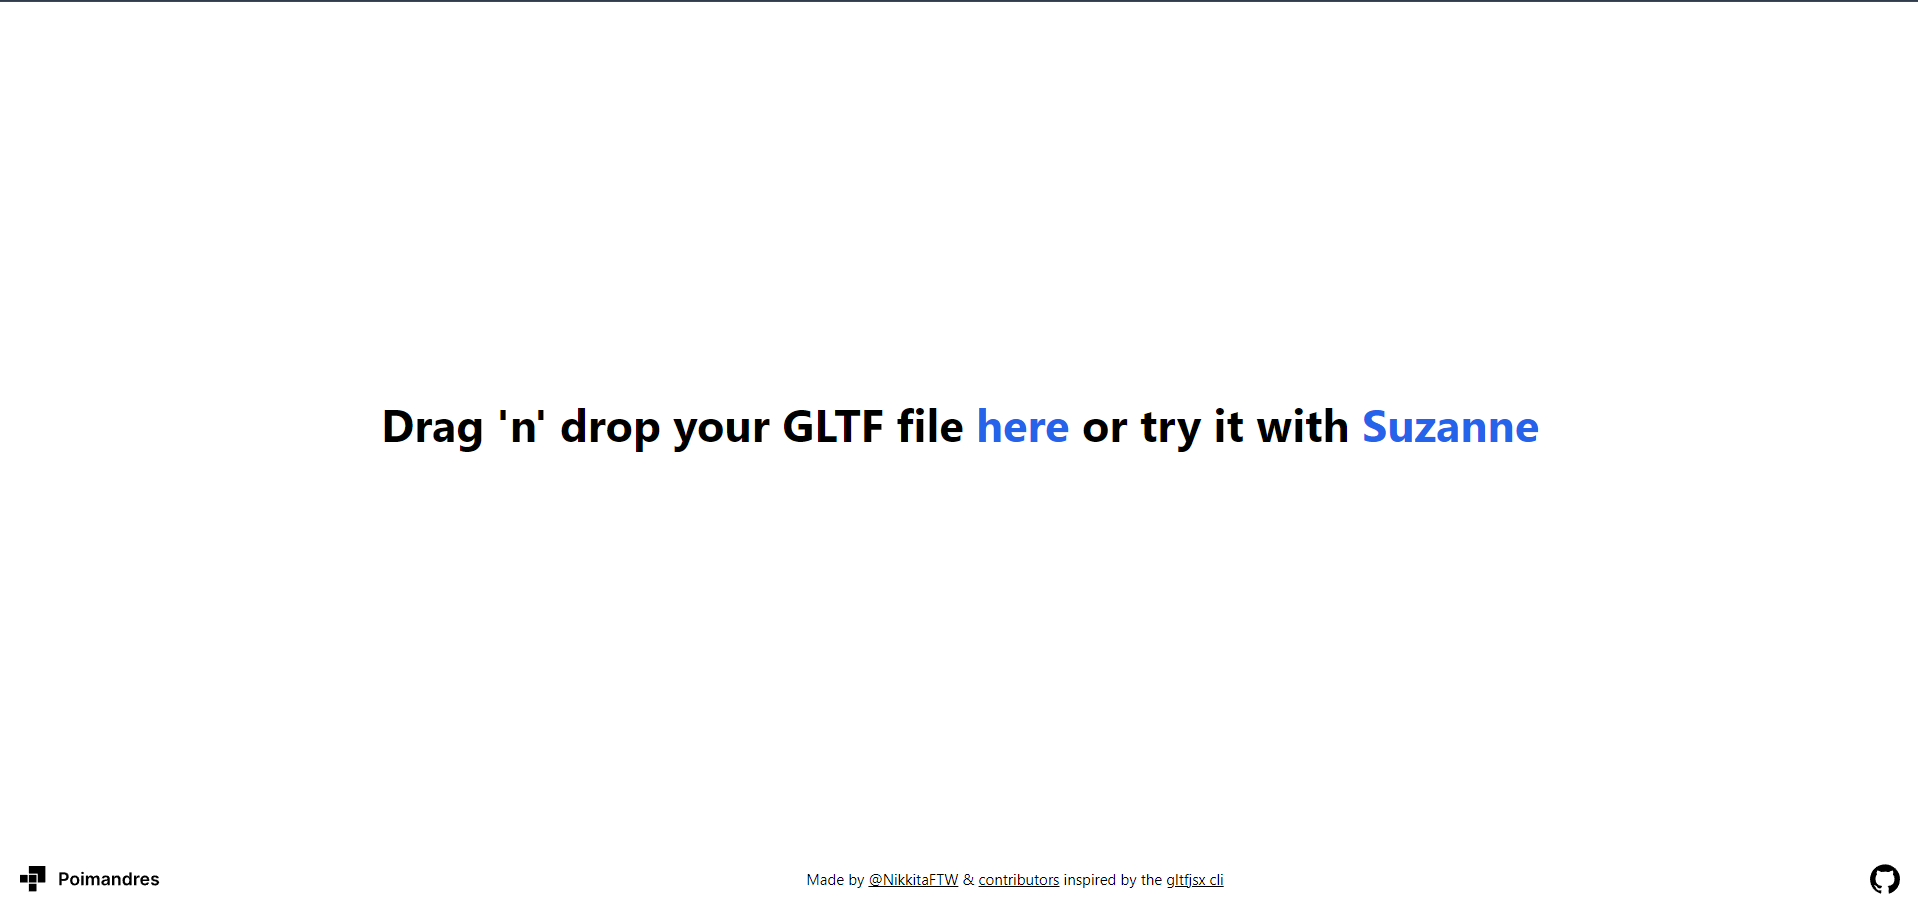 Drag 'n' drop your GLTF file here or try it with Suzanne
Poimandres
Made by @NikkitaFTW & contributors inspired by the gltfjsx cli